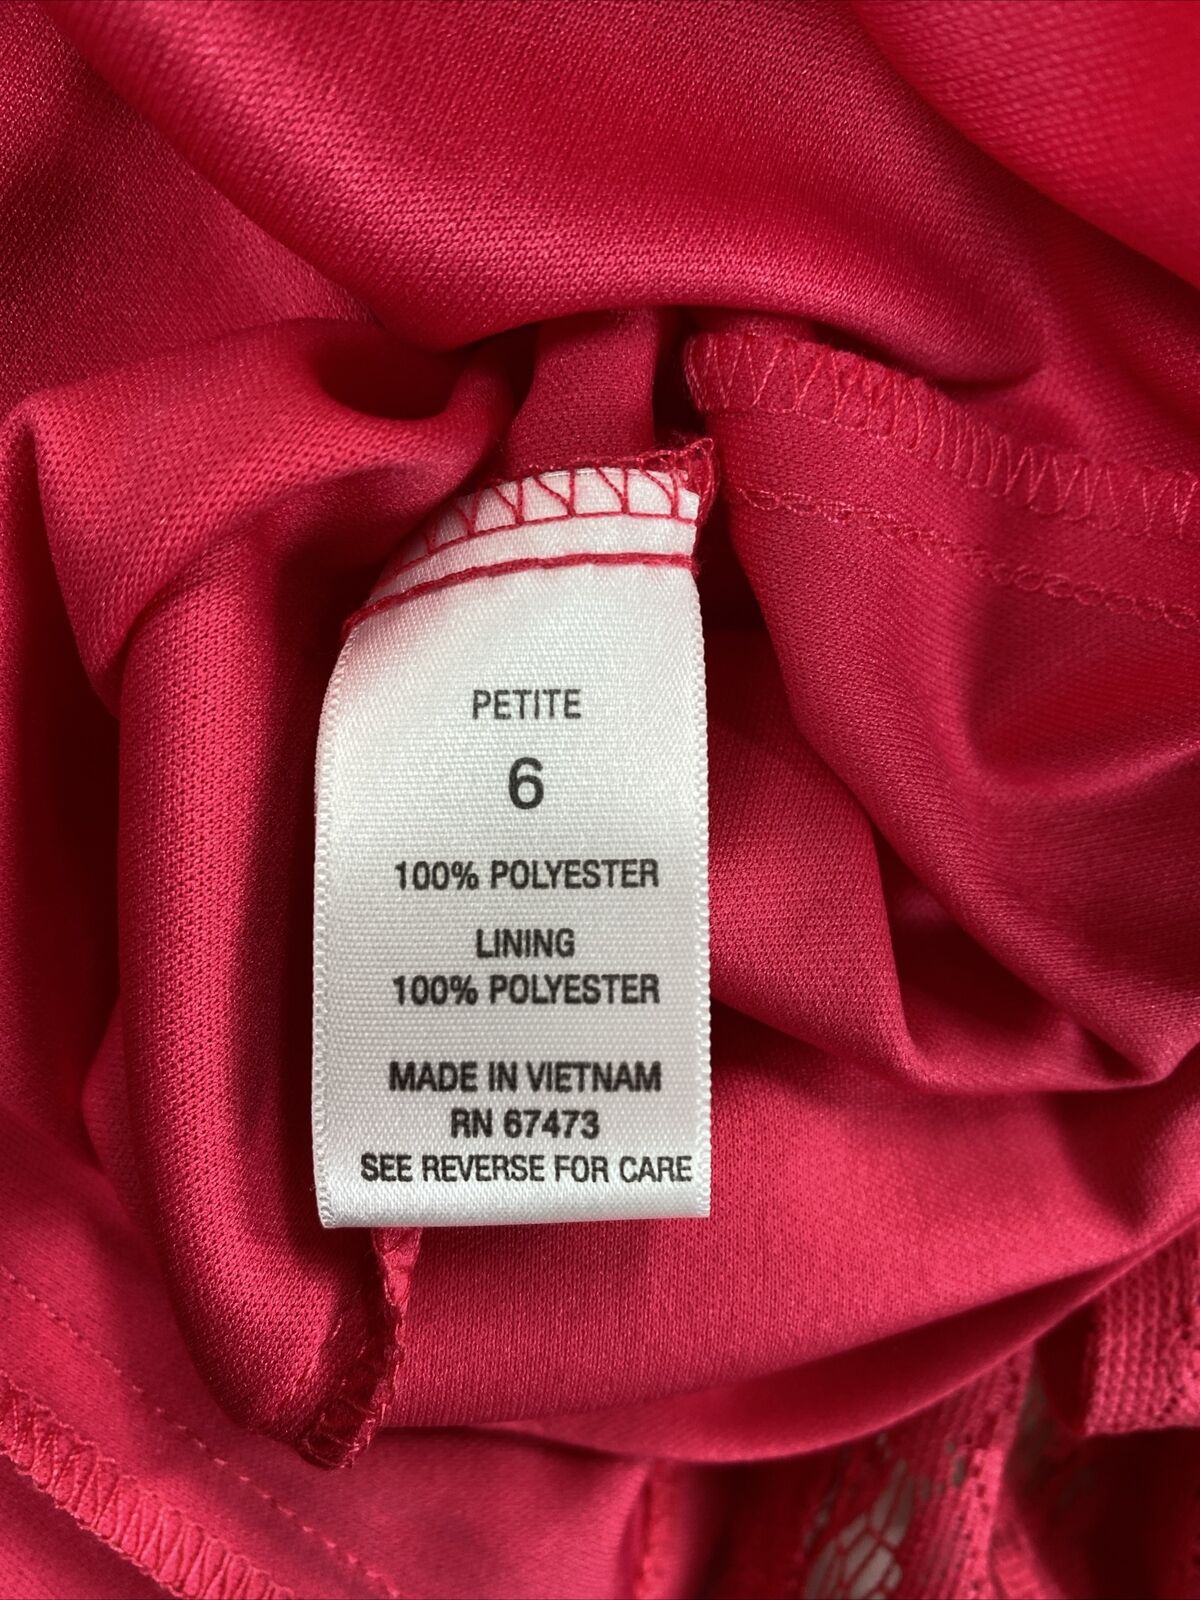 PETITE
6
100% POLYESTER
LINING
100% POLYESTER
MADE IN VIETNAM
RN 67473
SEE REVERSE FOR CARE